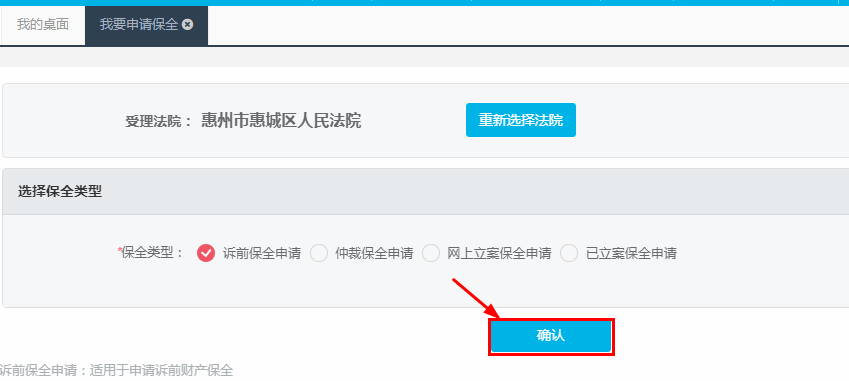 我的桌面 我要申请保全
受理法院： 惠州市惠城区人民法院 重新选择法院
选择保全类型
*保全类型： 诉前保全申请 仲裁保全申请 网上立案保全申请 已立案保全申请
确认
诉前保全申请：适用于申请诉前财产保全